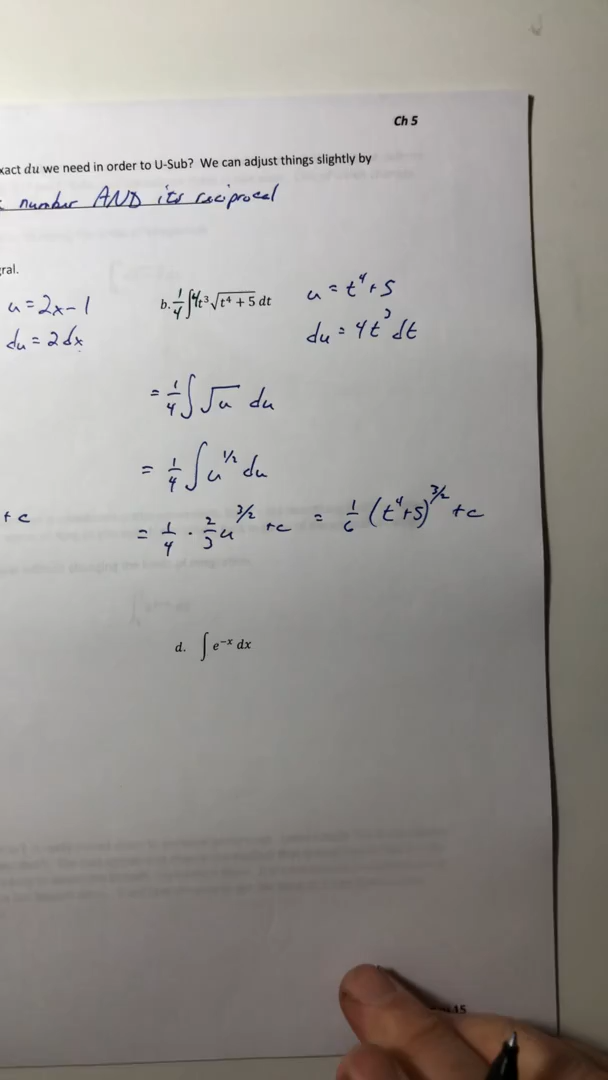 Ch 5
xact du we need in order to U-Sub? We can adjust things slightly by
number AND its reciprocal
ral.
u = 2x - 1
du = 2 dx
b. 1/4 ∫ 4t³ √(t⁴ + 5) dt
u = t⁴ + 5
du = 4t³ dt
= 1/4 ∫ √u du
= 1/4 ∫ u^(1/2) du
+ c
= 1/4 · 2/3 u^(3/2) + c = 1/6 (t⁴+5)^(3/2) + c
d. ∫ e^(-x) dx
15